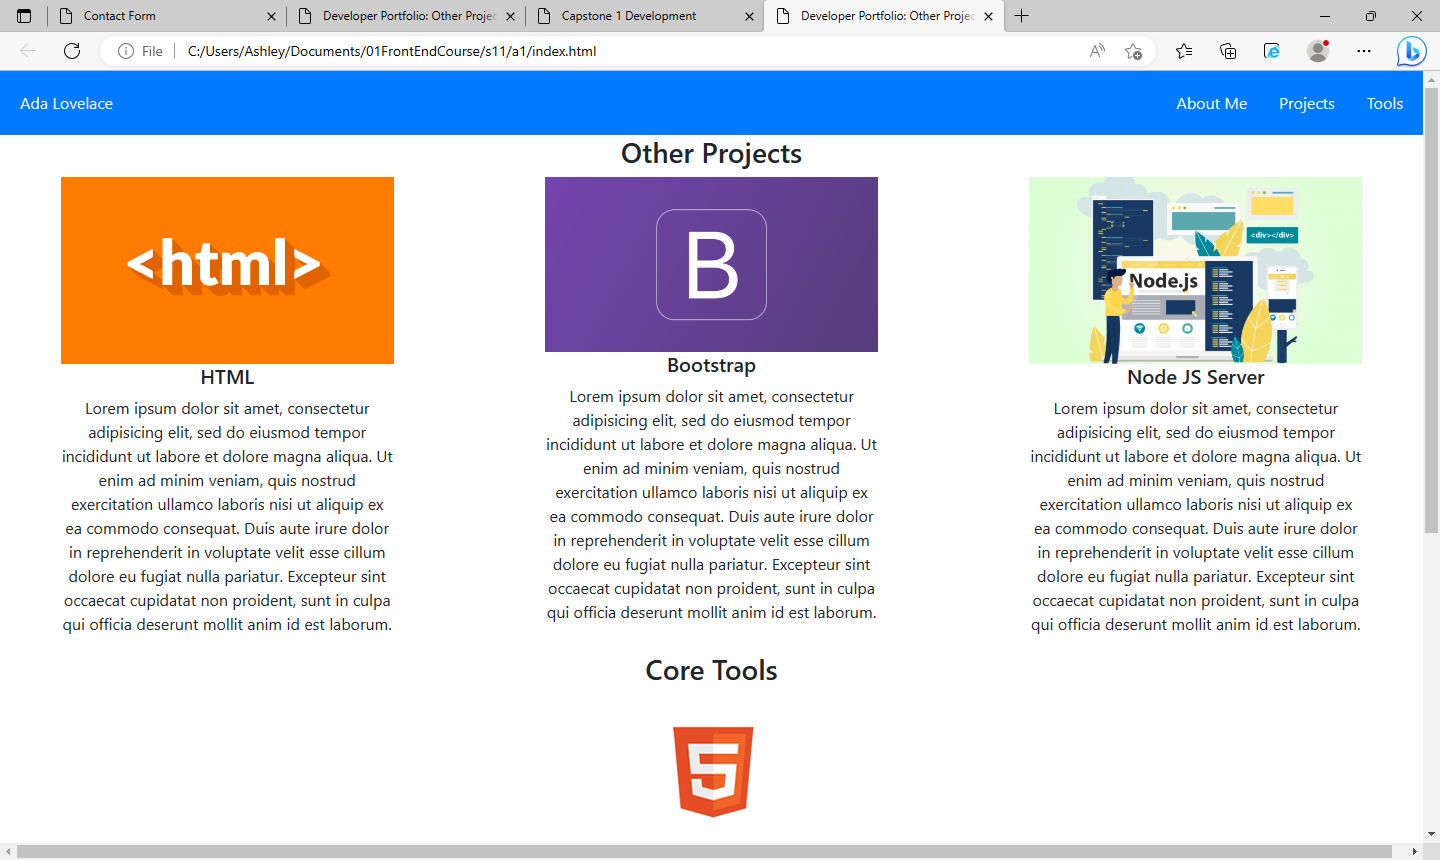 Contact Form
Developer Portfolio: Other Projec
Capstone 1 Development
Developer Portfolio: Other Projec
File
C:/Users/Ashley/Documents/01FrontEndCourse/s11/a1/index.html
Ada Lovelace
About Me
Projects
Tools
Other Projects
<html>
B
<div></div>
Node.js
HTML
Lorem ipsum dolor sit amet, consectetur
adipisicing elit, sed do eiusmod tempor
incididunt ut labore et dolore magna aliqua. Ut
enim ad minim veniam, quis nostrud
exercitation ullamco laboris nisi ut aliquip ex
ea commodo consequat. Duis aute irure dolor
in reprehenderit in voluptate velit esse cillum
dolore eu fugiat nulla pariatur. Excepteur sint
occaecat cupidatat non proident, sunt in culpa
qui officia deserunt mollit anim id est laborum.
Bootstrap
Lorem ipsum dolor sit amet, consectetur
adipisicing elit, sed do eiusmod tempor
incididunt ut labore et dolore magna aliqua. Ut
enim ad minim veniam, quis nostrud
exercitation ullamco laboris nisi ut aliquip ex
ea commodo consequat. Duis aute irure dolor
in reprehenderit in voluptate velit esse cillum
dolore eu fugiat nulla pariatur. Excepteur sint
occaecat cupidatat non proident, sunt in culpa
qui officia deserunt mollit anim id est laborum.
Node JS Server
Lorem ipsum dolor sit amet, consectetur
adipisicing elit, sed do eiusmod tempor
incididunt ut labore et dolore magna aliqua. Ut
enim ad minim veniam, quis nostrud
exercitation ullamco laboris nisi ut aliquip ex
ea commodo consequat. Duis aute irure dolor
in reprehenderit in voluptate velit esse cillum
dolore eu fugiat nulla pariatur. Excepteur sint
occaecat cupidatat non proident, sunt in culpa
qui officia deserunt mollit anim id est laborum.
Core Tools
5